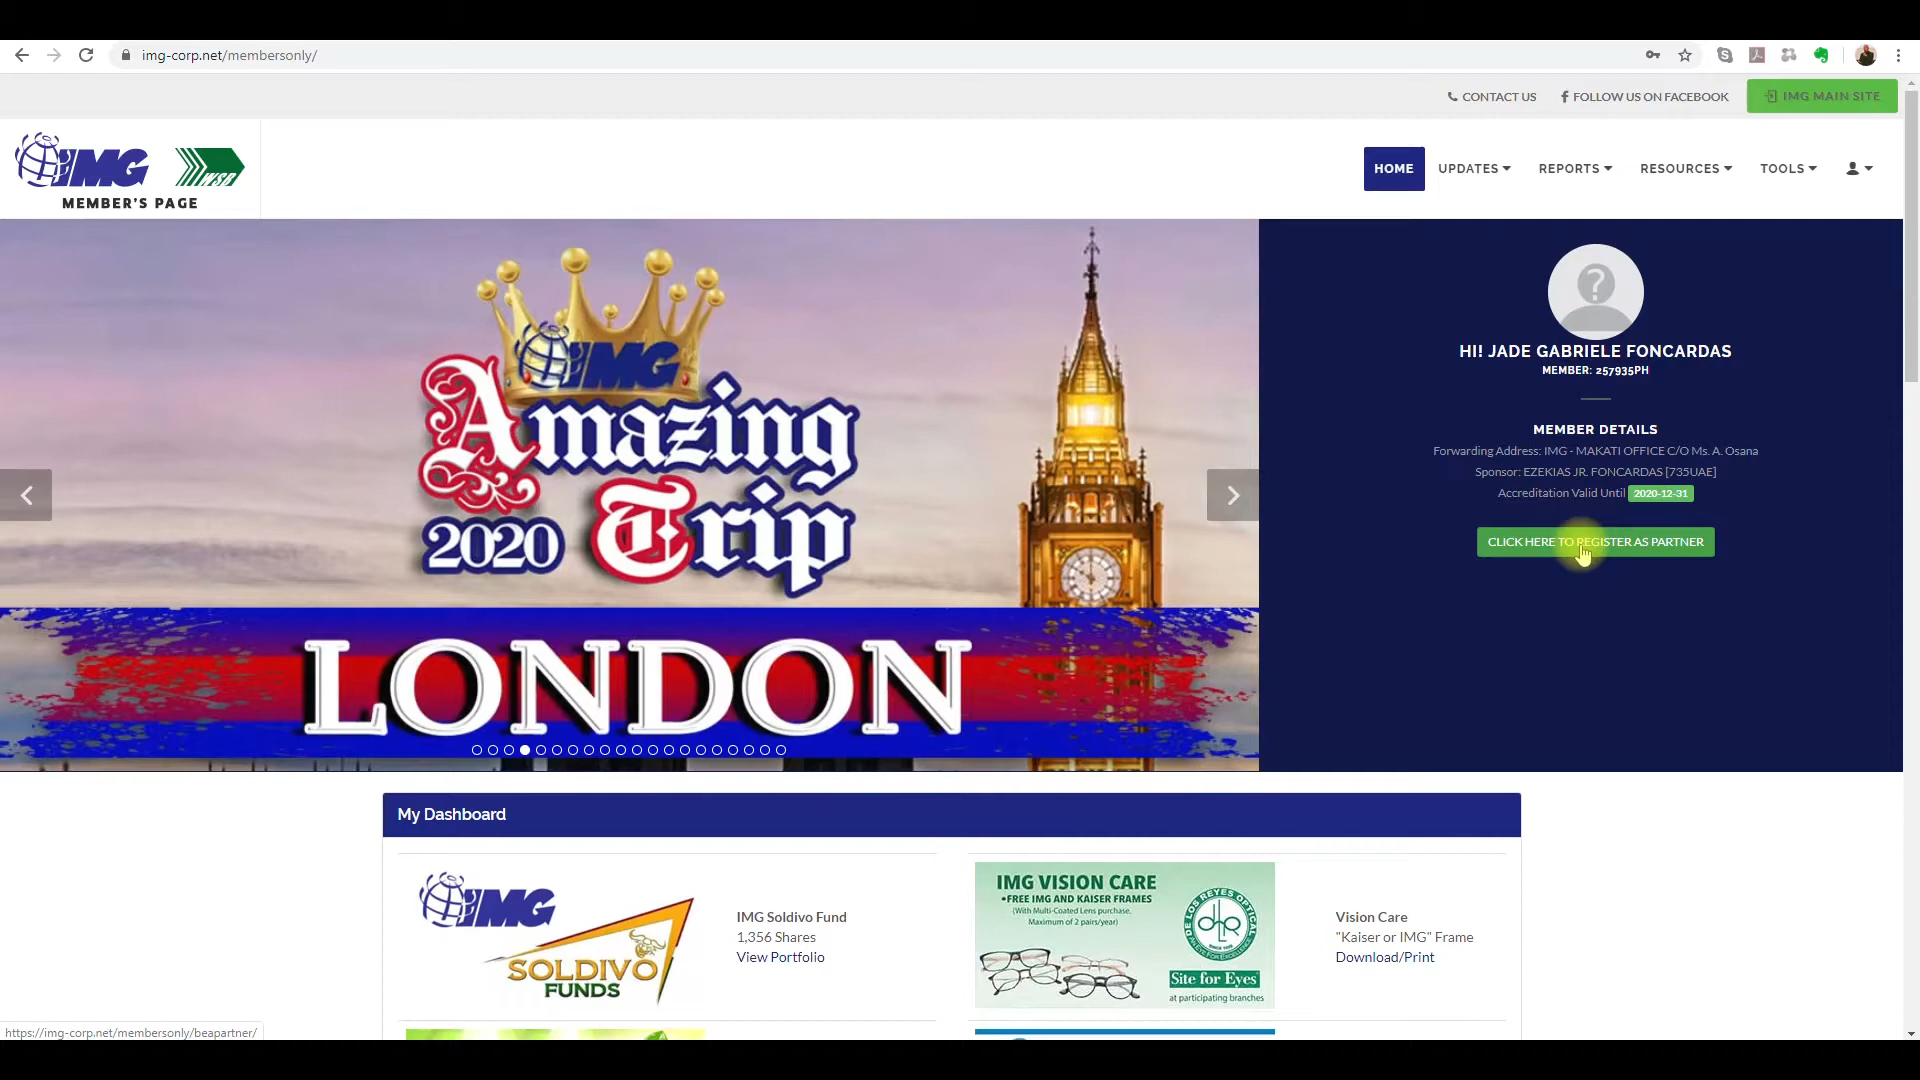 img-corp.net/membersonly/
CONTACT US
FOLLOW US ON FACEBOOK
IMG MAIN SITE
IMG
WSB
MEMBER'S PAGE
HOME
UPDATES
REPORTS
RESOURCES
TOOLS
IMG
Amazing
2020 Trip
LONDON
HI! JADE GABRIELE FONCARDAS
MEMBER: 257935PH
MEMBER DETAILS
Forwarding Address: IMG - MAKATI OFFICE C/O Ms. A. Osana
Sponsor: EZEKIAS JR. FONCARDAS [735UAE]
Accreditation Valid Until 2020-12-31
CLICK HERE TO REGISTER AS PARTNER
My Dashboard
IMG
SOLDIVO
FUNDS
IMG Soldivo Fund
1,356 Shares
View Portfolio
IMG VISION CARE
•FREE IMG AND KAISER FRAMES
(With Multi-Coated Lens purchase.
Maximum of 2 pairs/year)
DE LOS REYES OPTICAL
Site for Eyes
at participating branches
Vision Care
"Kaiser or IMG" Frame
Download/Print
https://img-corp.net/membersonly/beapartner/